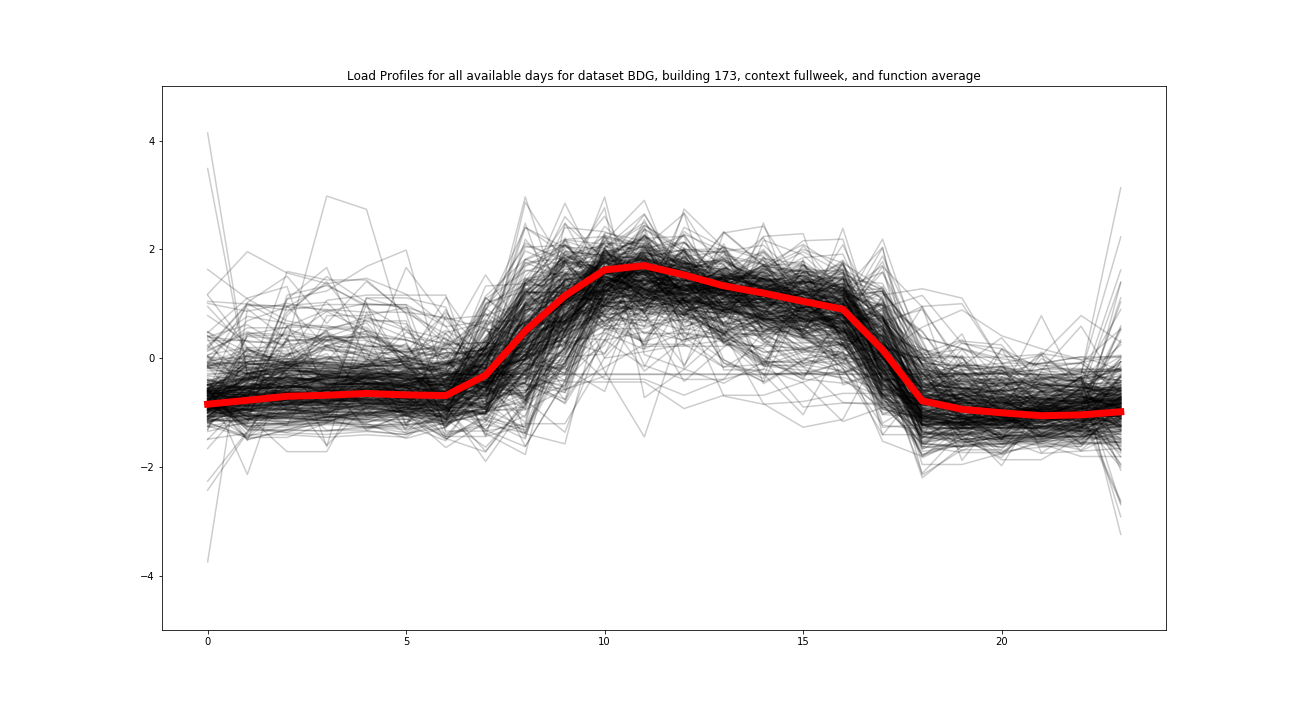 Load Profiles for all available days for dataset BDG, building 173, context fullweek, and function average
4
2
0
−2
−4
0 5 10 15 20